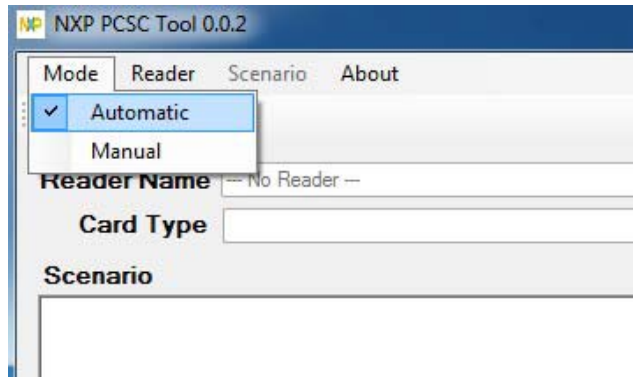 NXP PCSC Tool 0.0.2
Mode Reader Scenario About
Automatic
Manual
Reader Name --- No Reader ---
Card Type
Scenario